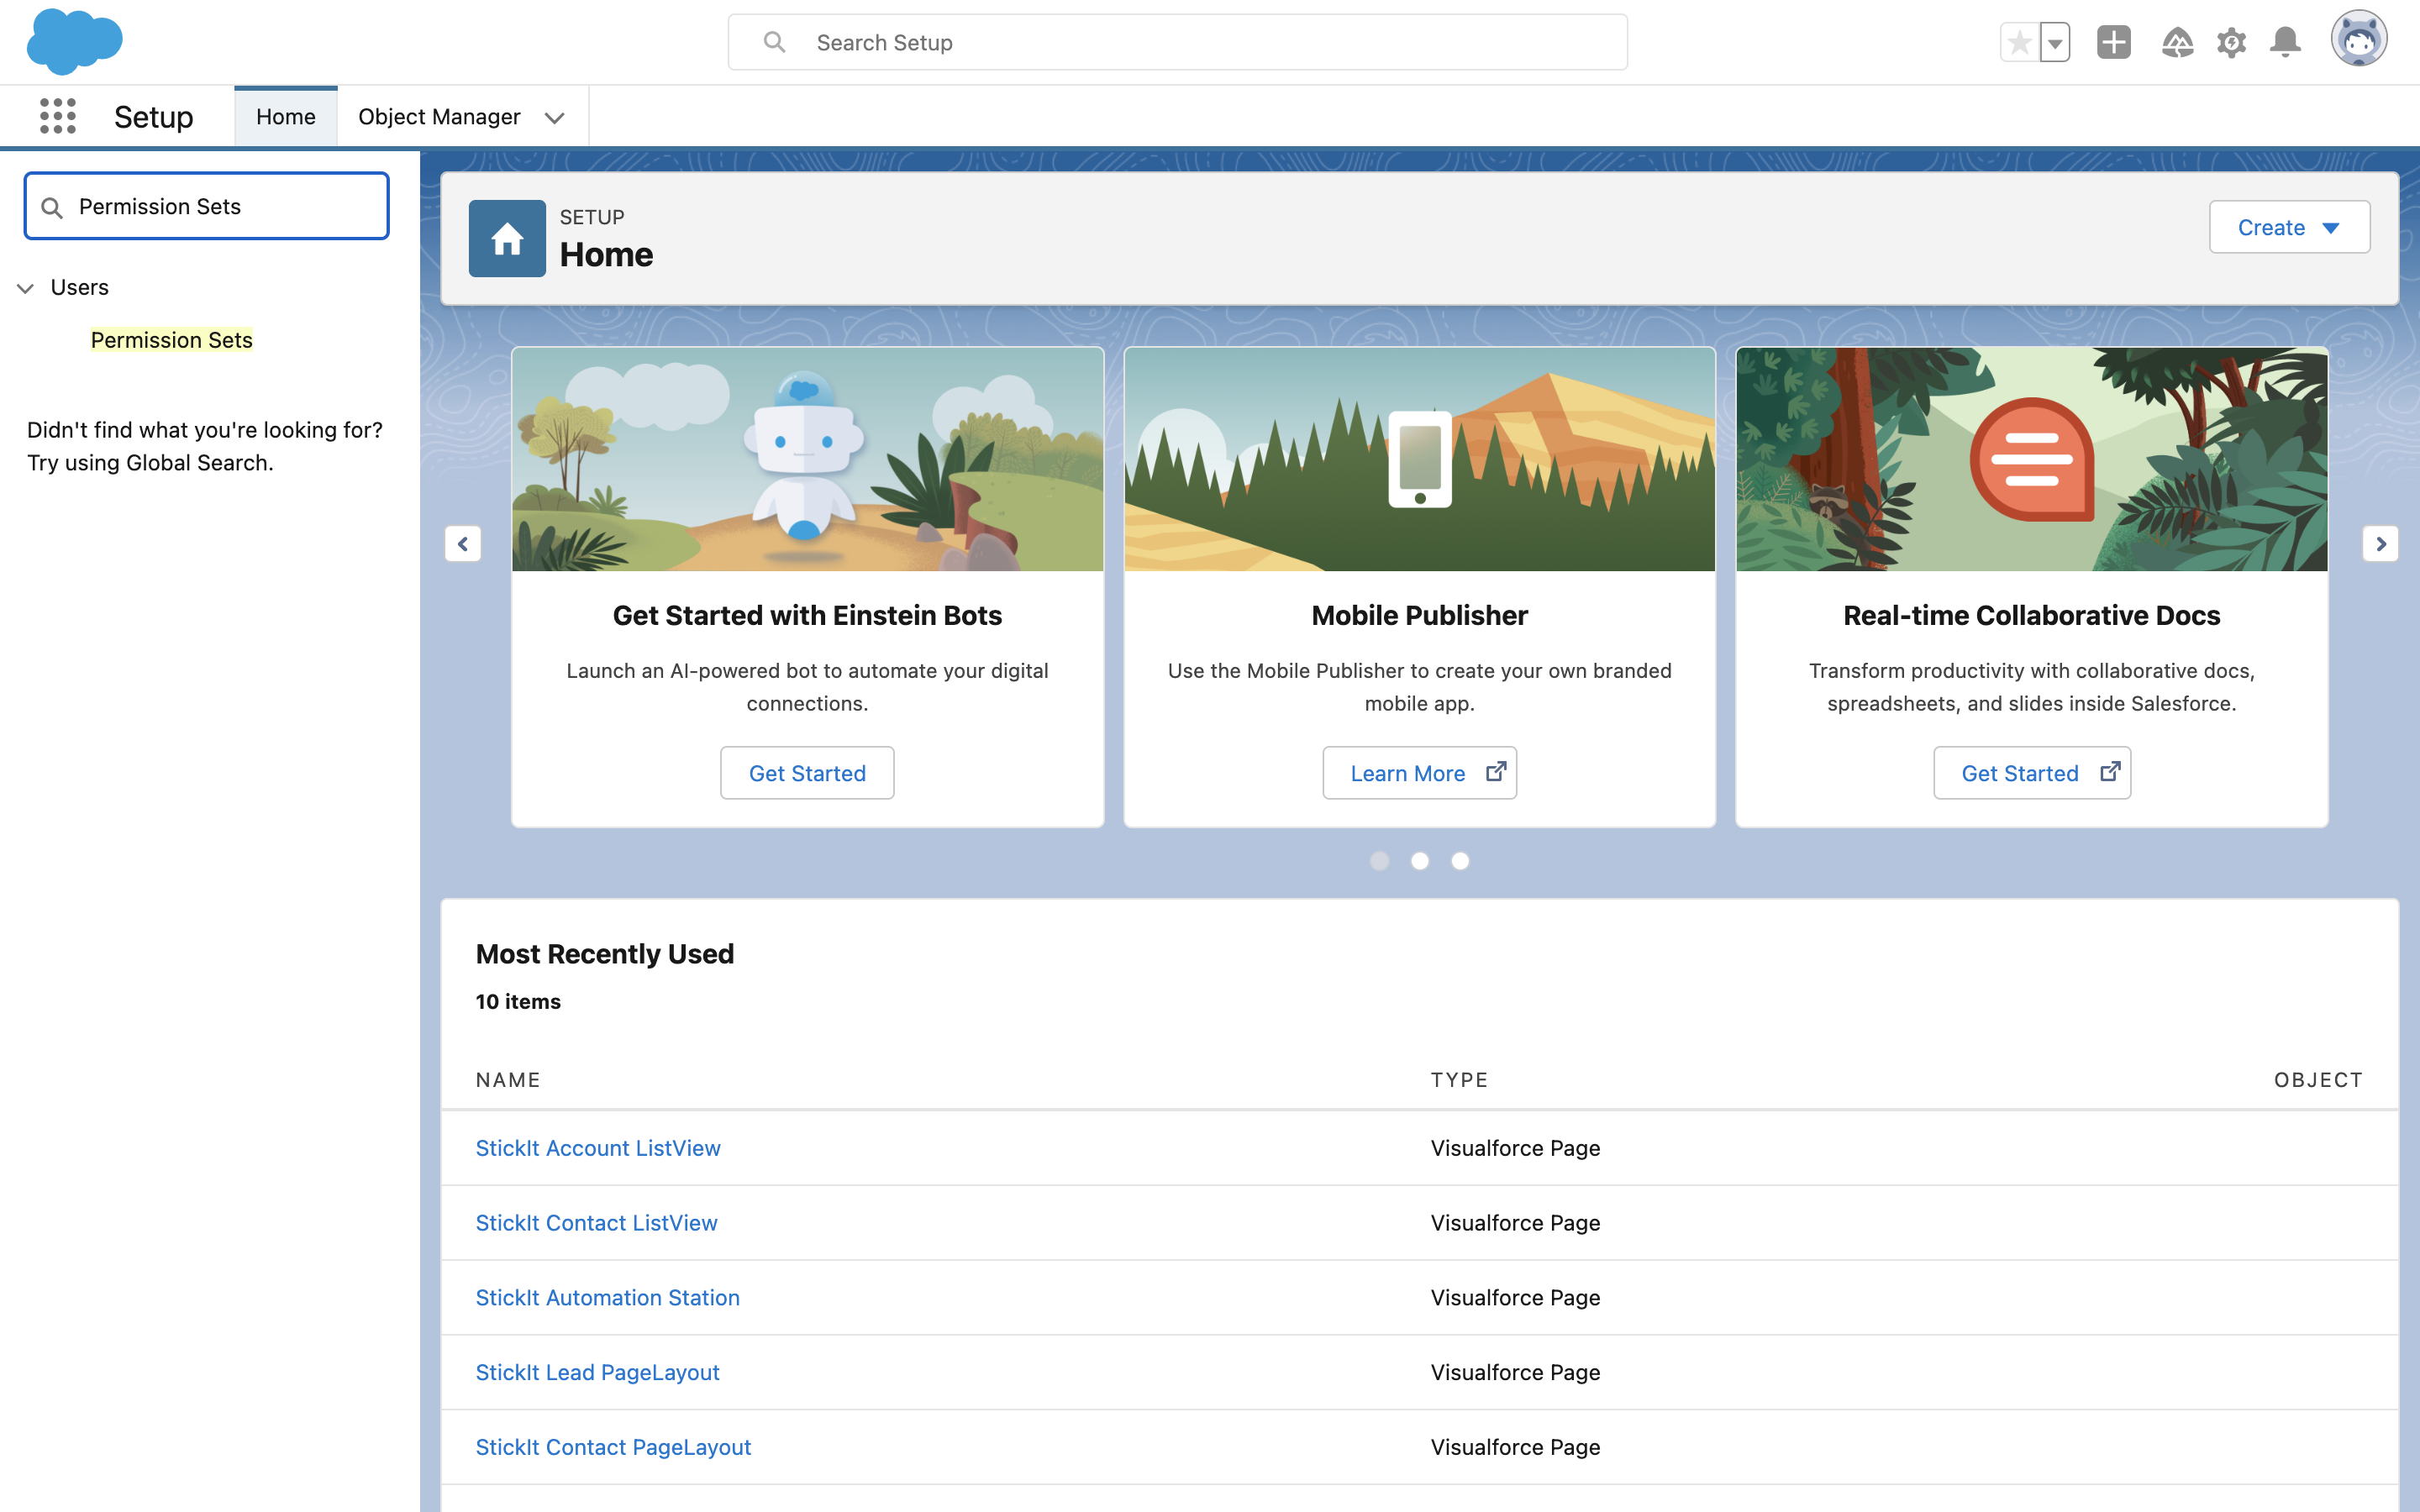 Search Setup
Setup
Home
Object Manager
Permission Sets
Users
Permission Sets
Didn't find what you're looking for?
Try using Global Search.
SETUP
Home
Create
Get Started with Einstein Bots
Launch an AI-powered bot to automate your digital
connections.
Get Started
Mobile Publisher
Use the Mobile Publisher to create your own branded
mobile app.
Learn More
Real-time Collaborative Docs
Transform productivity with collaborative docs,
spreadsheets, and slides inside Salesforce.
Get Started
Most Recently Used
10 items
NAME TYPE OBJECT
StickIt Account ListView Visualforce Page
StickIt Contact ListView Visualforce Page
StickIt Automation Station Visualforce Page
StickIt Lead PageLayout Visualforce Page
StickIt Contact PageLayout Visualforce Page